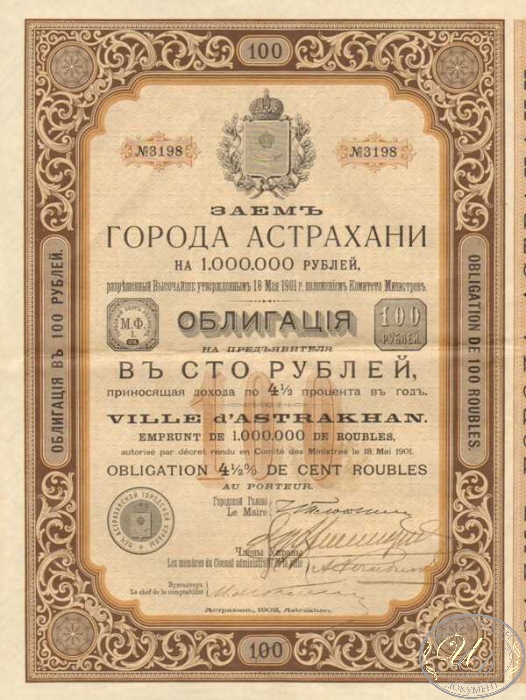 100
№3198 №3198
ЗАЕМЪ
ГОРОДА АСТРАХАНИ
НА 1.000.000 РУБЛЕЙ,
разрѣшенный Высочайше утвержденнымъ 18 Мая 1901 г. положеніемъ Комитета Министровъ.
ОБЛИГАЦІЯ
М.Ф.
1.
100
РУБЛЕЙ.
НА ПРЕДЪЯВИТЕЛЯ
ВЪ СТО РУБЛЕЙ,
приносящая дохода по 4½ процента въ годъ.
100
VILLE d'ASTRAKHAN.
EMPRUNT DE 1.000.000 DE ROUBLES,
autorisé par décret rendu en Comité des Ministres le 18 Mai 1901.
OBLIGATION 4½% DE CENT ROUBLES
AU PORTEUR.
Городской Голова
Le Maire
Члены Управы
Les membres du Conseil administratif de la ville
Бухгалтеръ
Le chef de la comptabilité
Астрахань, 1902, Astrakhan.
100
ОБЛИГАЦІЯ ВЪ 100 РУБЛЕЙ.
OBLIGATION DE 100 ROUBLES.
ДОКУМЕНТ